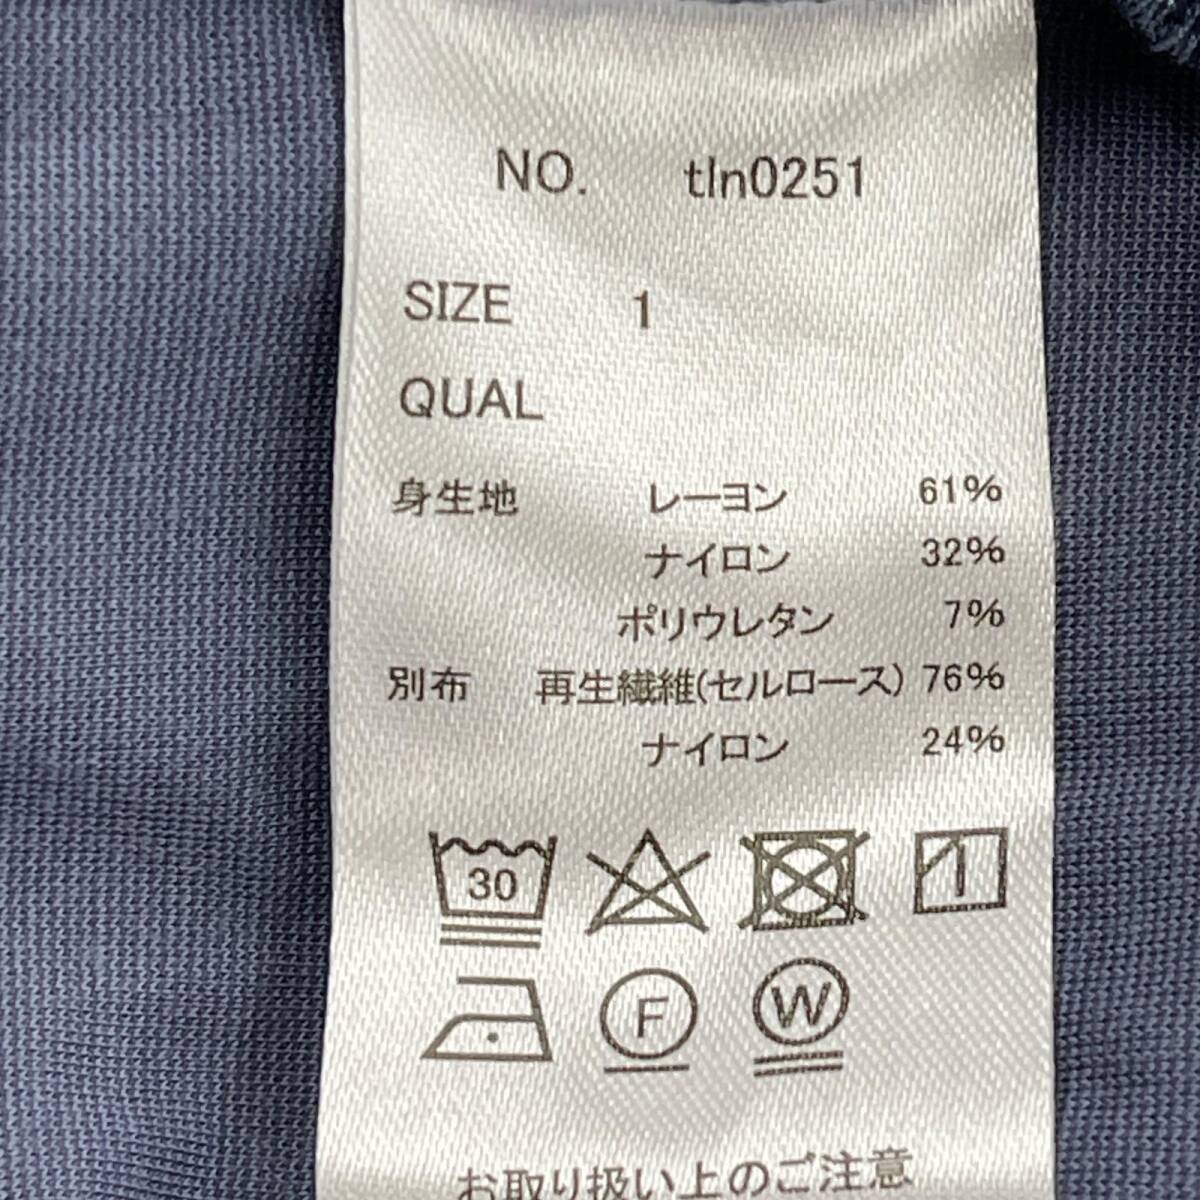 NO. tln0251
SIZE 1
QUAL
身生地 レーヨン 61%
ナイロン 32%
ポリウレタン 7%
別布 再生繊維(セルロース) 76%
ナイロン 24%
30
F W
お取り扱い上のご注意